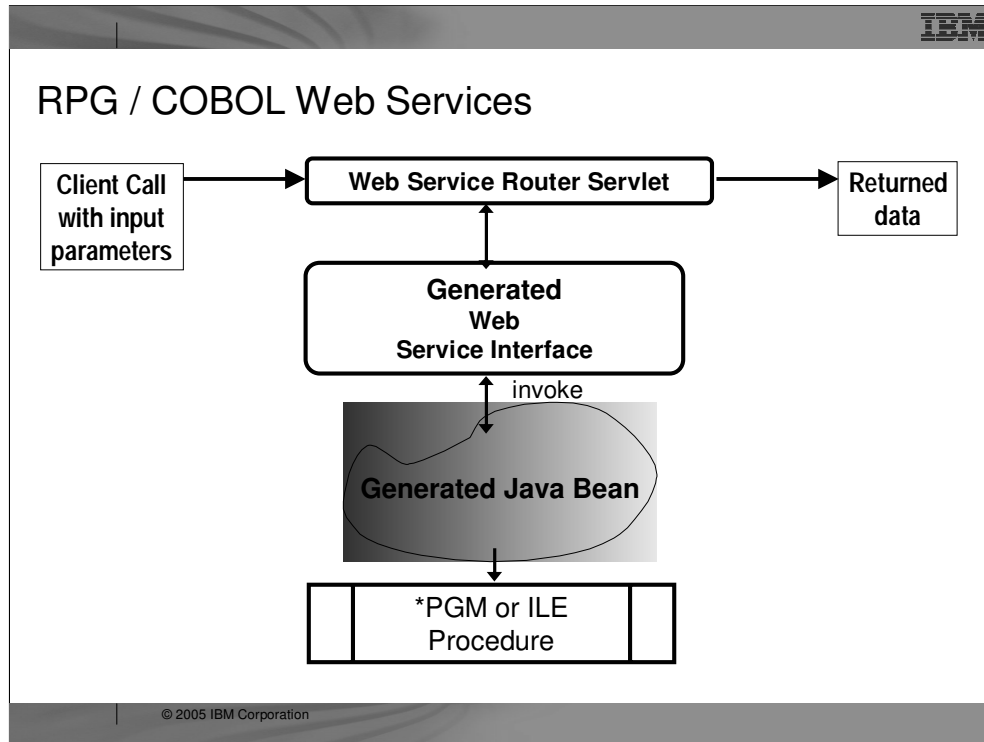 IBM
RPG / COBOL Web Services
Client Call
with input
parameters
Web Service Router Servlet
Returned
data
Generated
Web
Service Interface
invoke
Generated Java Bean
*PGM or ILE
Procedure
© 2005 IBM Corporation